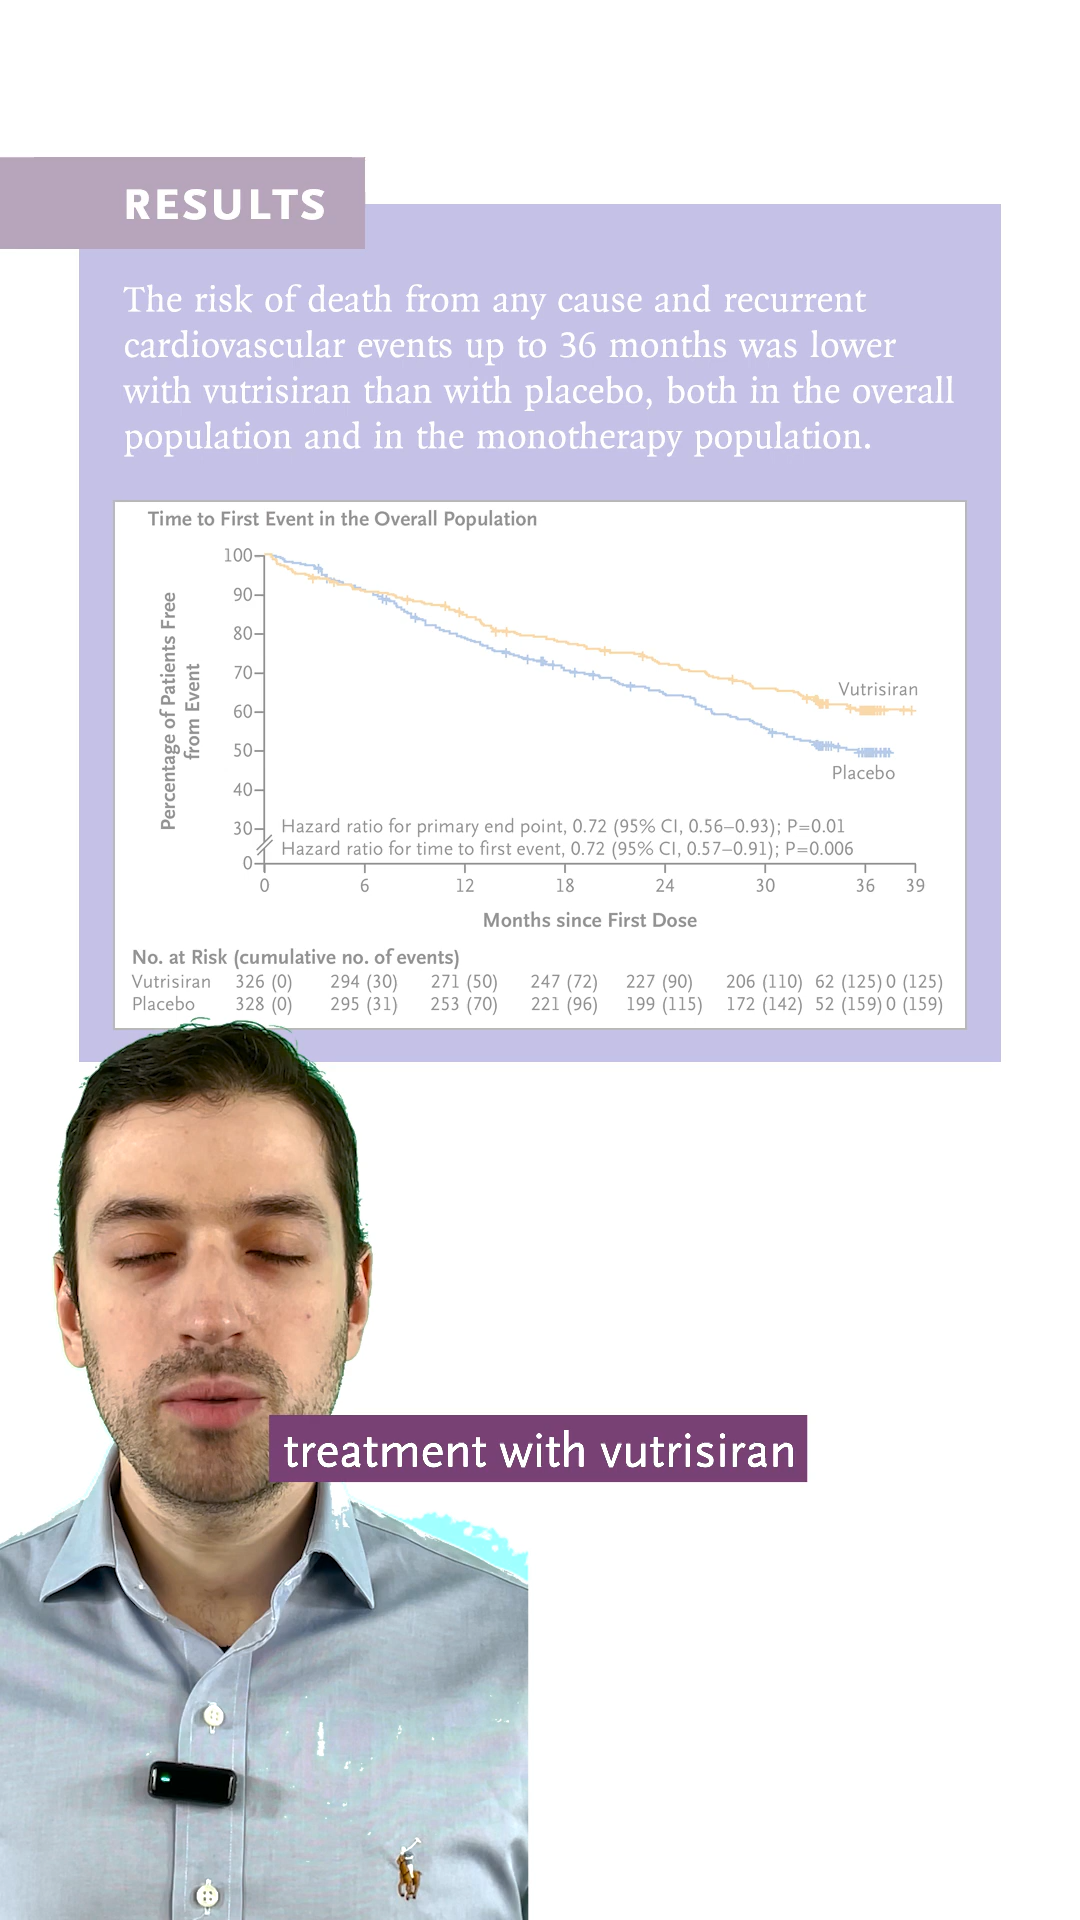 RESULTS
The risk of death from any cause and recurrent
cardiovascular events up to 36 months was lower
with vutrisiran than with placebo, both in the overall
population and in the monotherapy population.
Time to First Event in the Overall Population
Percentage of Patients Free
from Event
100
90
80
70
60
50
40
30
0
Vutrisiran
Placebo
Hazard ratio for primary end point, 0.72 (95% CI, 0.56–0.93); P=0.01
Hazard ratio for time to first event, 0.72 (95% CI, 0.57–0.91); P=0.006
0 6 12 18 24 30 36 39
Months since First Dose
No. at Risk (cumulative no. of events)
Vutrisiran 326 (0) 294 (30) 271 (50) 247 (72) 227 (90) 206 (110) 62 (125) 0 (125)
Placebo 328 (0) 295 (31) 253 (70) 221 (96) 199 (115) 172 (142) 52 (159) 0 (159)
treatment with vutrisiran